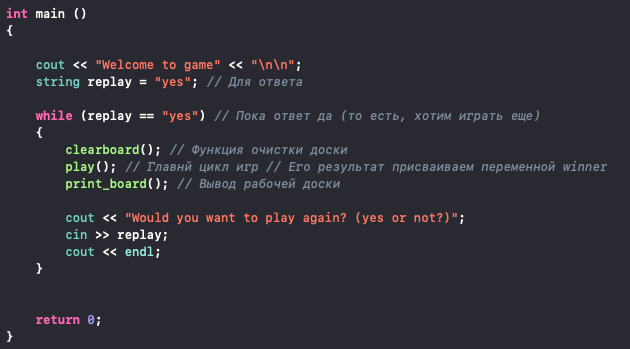 int main ()
{
cout << "Welcome to game" << "\n\n";
string replay = "yes"; // Для ответа
while (replay == "yes") // Пока ответ да (то есть, хотим играть еще)
{
clearboard(); // Функция очистки доски
play(); // Главнй цикл игр // Его результат присваиваем переменной winner
print_board(); // Вывод рабочей доски
cout << "Would you want to play again? (yes or not?)";
cin >> replay;
cout << endl;
}
return 0;
}